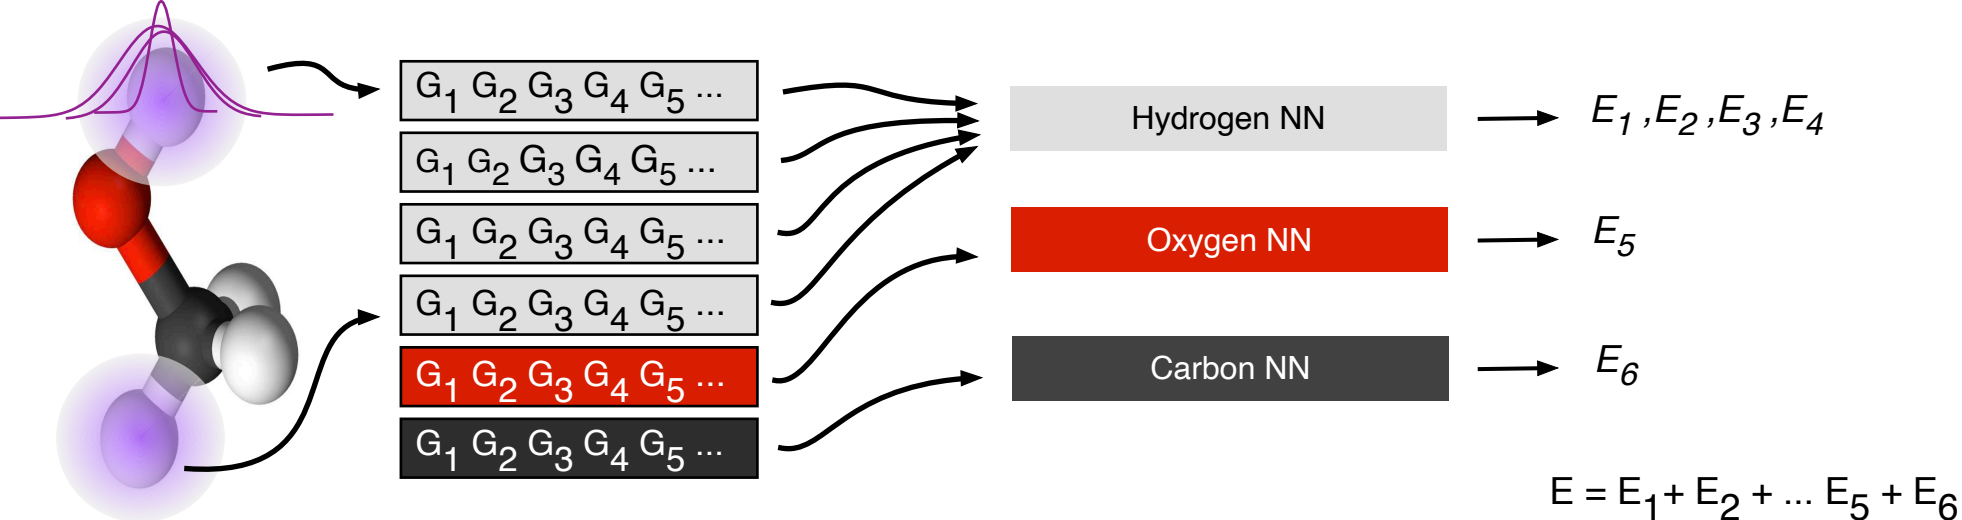 G1 G2 G3 G4 G5 ...
G1 G2 G3 G4 G5 ...
G1 G2 G3 G4 G5 ...
G1 G2 G3 G4 G5 ...
G1 G2 G3 G4 G5 ...
G1 G2 G3 G4 G5 ...
Hydrogen NN
Oxygen NN
Carbon NN
E1 ,E2 ,E3 ,E4
E5
E6
E = E1+ E2 + ... E5 + E6